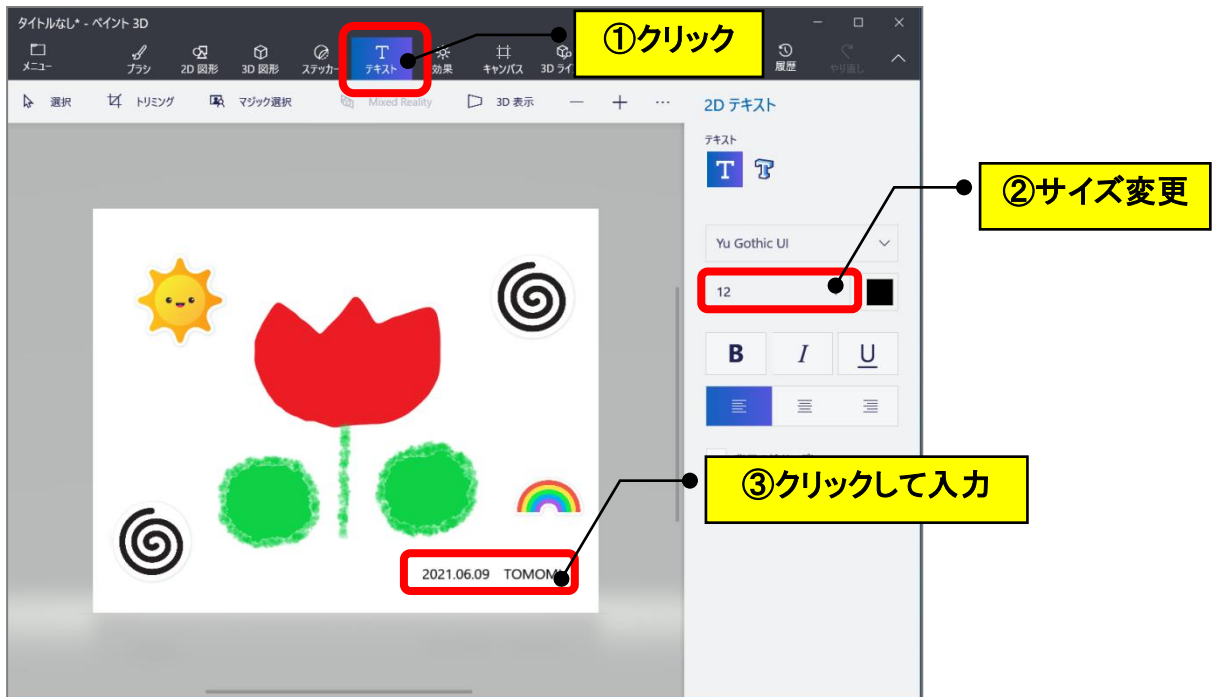 タイトルなし* - ペイント 3D
①クリック
メニュー ブラシ 2D 図形 3D 図形 ステッカー テキスト 効果 キャンバス 3D ライ 履歴 やり直し
選択 トリミング マジック選択 Mixed Reality 3D 表示
2D テキスト
テキスト
②サイズ変更
Yu Gothic UI
12
B I U
③クリックして入力
2021.06.09 TOMOMI